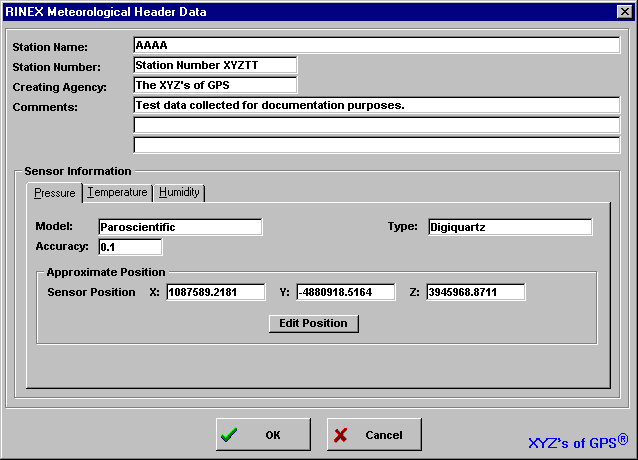 RINEX Meteorological Header Data
Station Name: AAAA
Station Number: Station Number XYZTT
Creating Agency: The XYZ's of GPS
Comments: Test data collected for documentation purposes.
Sensor Information
Pressure Temperature Humidity
Model: Paroscientific Type: Digiquartz
Accuracy: 0.1
Approximate Position
Sensor Position X: 1087589.2181 Y: -4880918.5164 Z: 3945968.8711
Edit Position
OK Cancel
XYZ's of GPS®